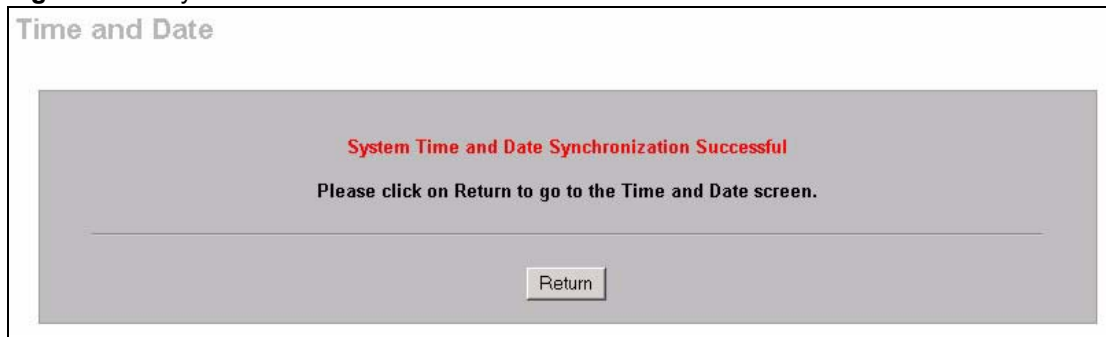 Time and Date
System Time and Date Synchronization Successful
Please click on Return to go to the Time and Date screen.
Return